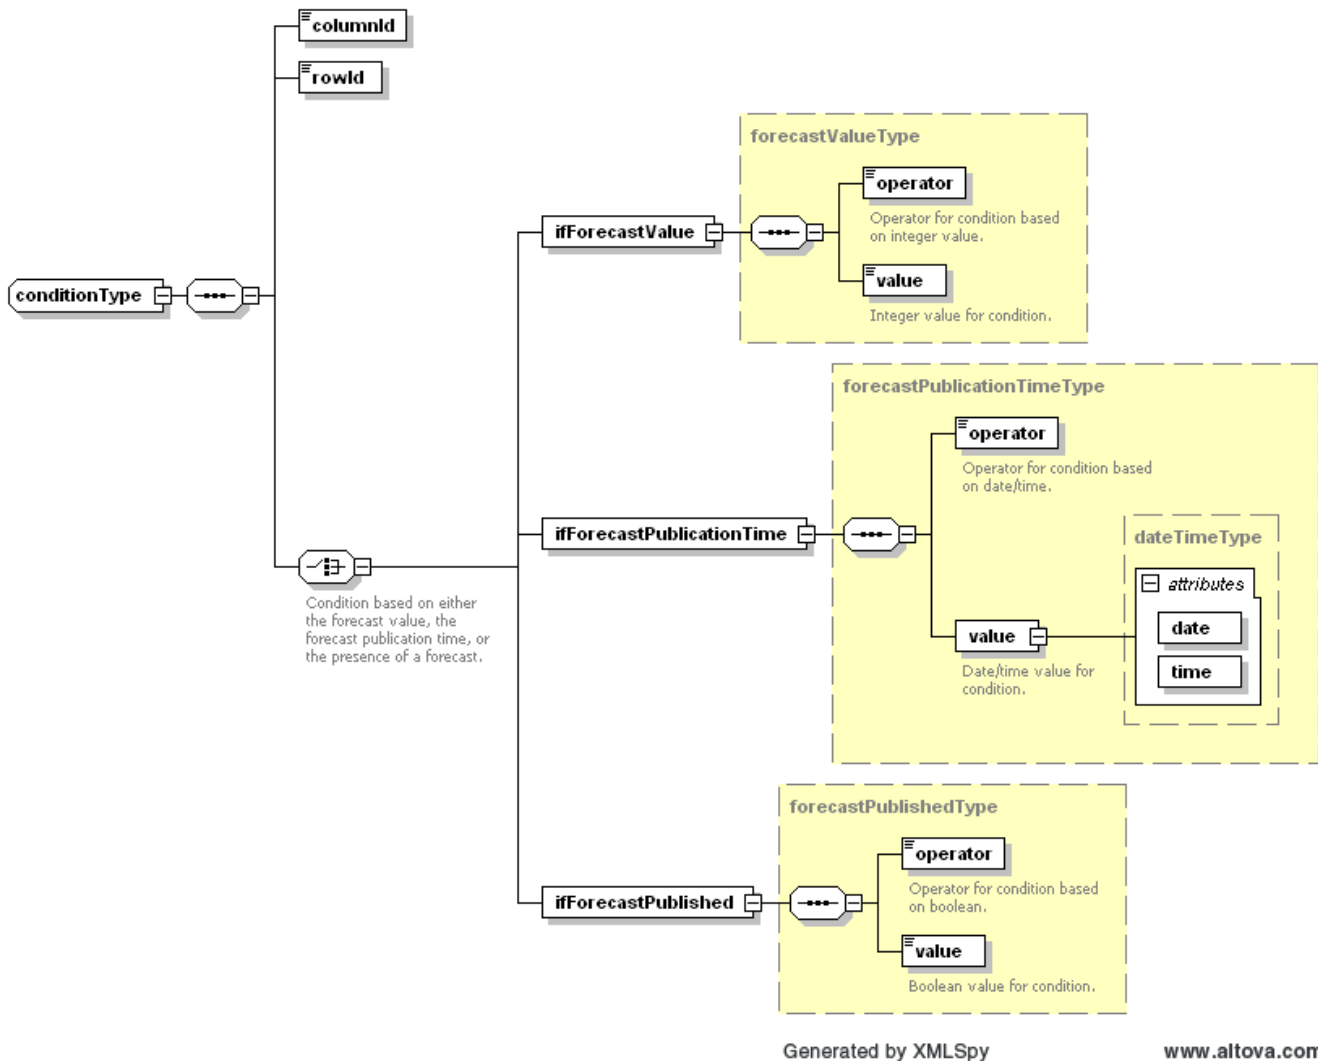 columnId
rowId
forecastValueType
operator
Operator for condition based
on integer value.
ifForecastValue
value
Integer value for condition.
conditionType
forecastPublicationTimeType
operator
Operator for condition based
on date/time.
ifForecastPublicationTime
dateTimeType
attributes
date
time
value
Date/time value for
condition.
Condition based on either
the forecast value, the
forecast publication time, or
the presence of a forecast.
forecastPublishedType
operator
Operator for condition based
on boolean.
ifForecastPublished
value
Boolean value for condition.
Generated by XMLSpy
www.altova.com